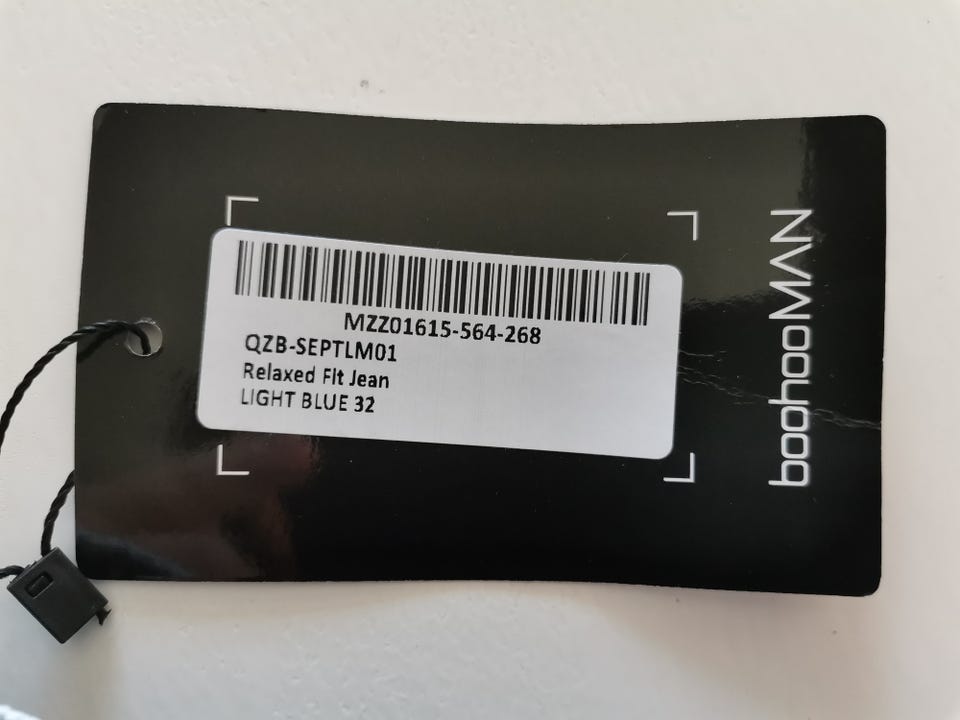 MZZ01615-564-268
QZB-SEPTLM01
Relaxed Fit Jean
LIGHT BLUE 32
boohooMAN